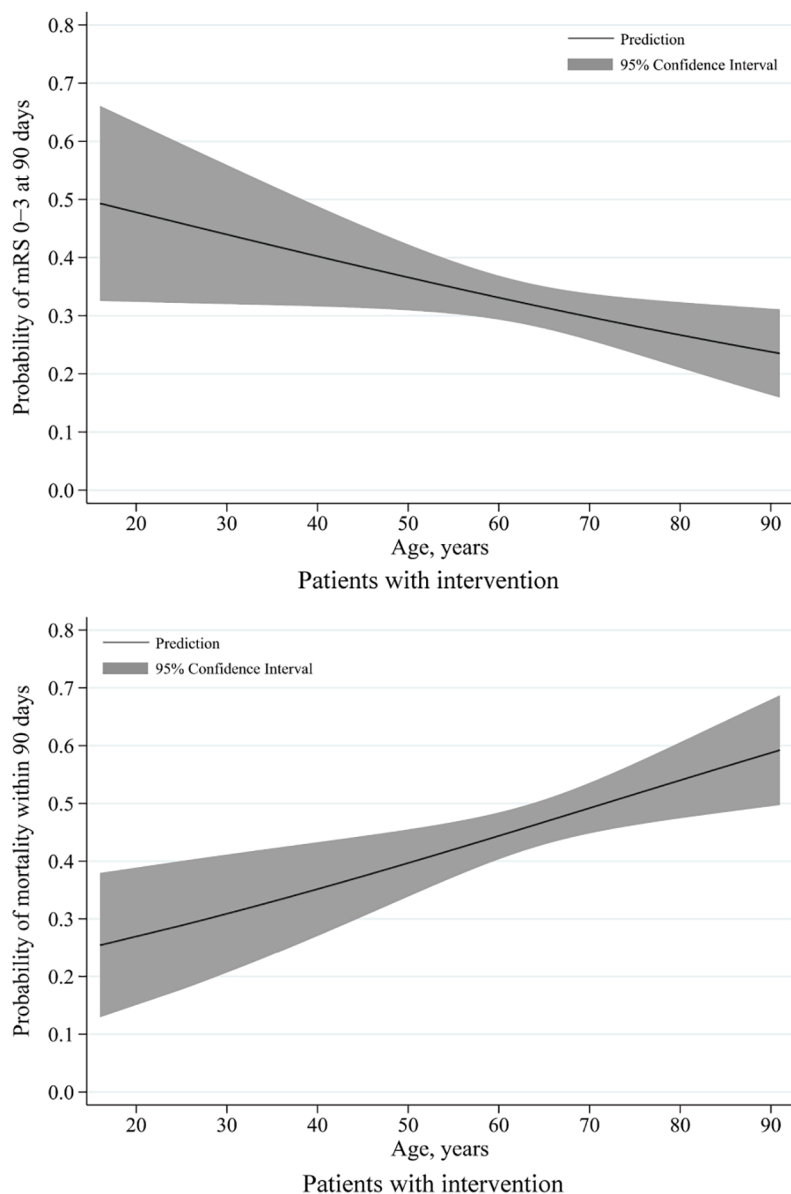 Probability of mRS 0−3 at 90 days
0.8
0.7
0.6
0.5
0.4
0.3
0.2
0.1
0.0
Prediction
95% Confidence Interval
20 30 40 50 60 70 80 90
Age, years
Patients with intervention
Probability of mortality within 90 days
0.8
0.7
0.6
0.5
0.4
0.3
0.2
0.1
0.0
Prediction
95% Confidence Interval
20 30 40 50 60 70 80 90
Age, years
Patients with intervention